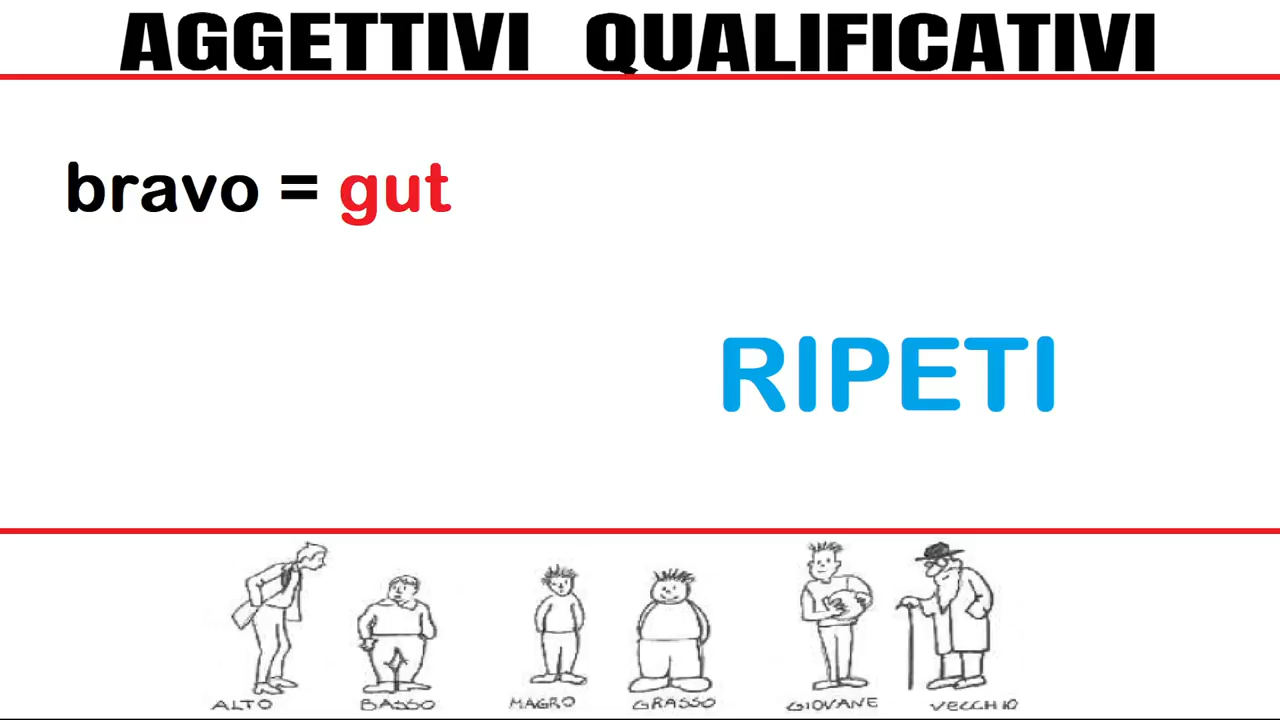 AGGETTIVI QUALIFICATIVI
bravo = gut
RIPETI
ALTO BASSO MAGRO GRASSO GIOVANE VECCHIO